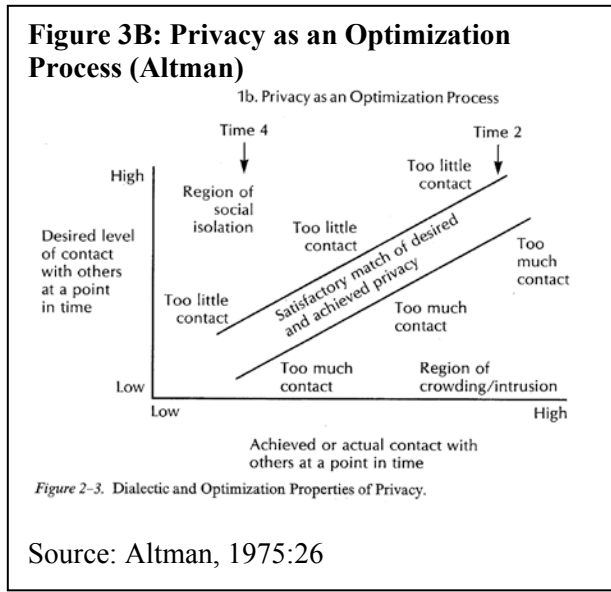 Figure 3B: Privacy as an Optimization
Process (Altman)
1b. Privacy as an Optimization Process
Time 4
Time 2
High
Region of
social
isolation
Too little
contact
Too little
contact
Desired level
of contact
with others
at a point
in time
Too
much
contact
Satisfactory match of desired
and achieved privacy
Too little
contact
Too much
contact
Too much
contact
Region of
crowding/intrusion
Low
Low
High
Achieved or actual contact with
others at a point in time
Figure 2–3. Dialectic and Optimization Properties of Privacy.
Source: Altman, 1975:26